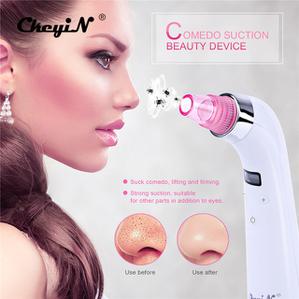 CkeyiN
COMEDO SUCTION
BEAUTY DEVICE
Suck comedo, lifting and firming.
Strong suction, suitable
for other parts in addition to eyes.
Use before
Use after
CkeyiN